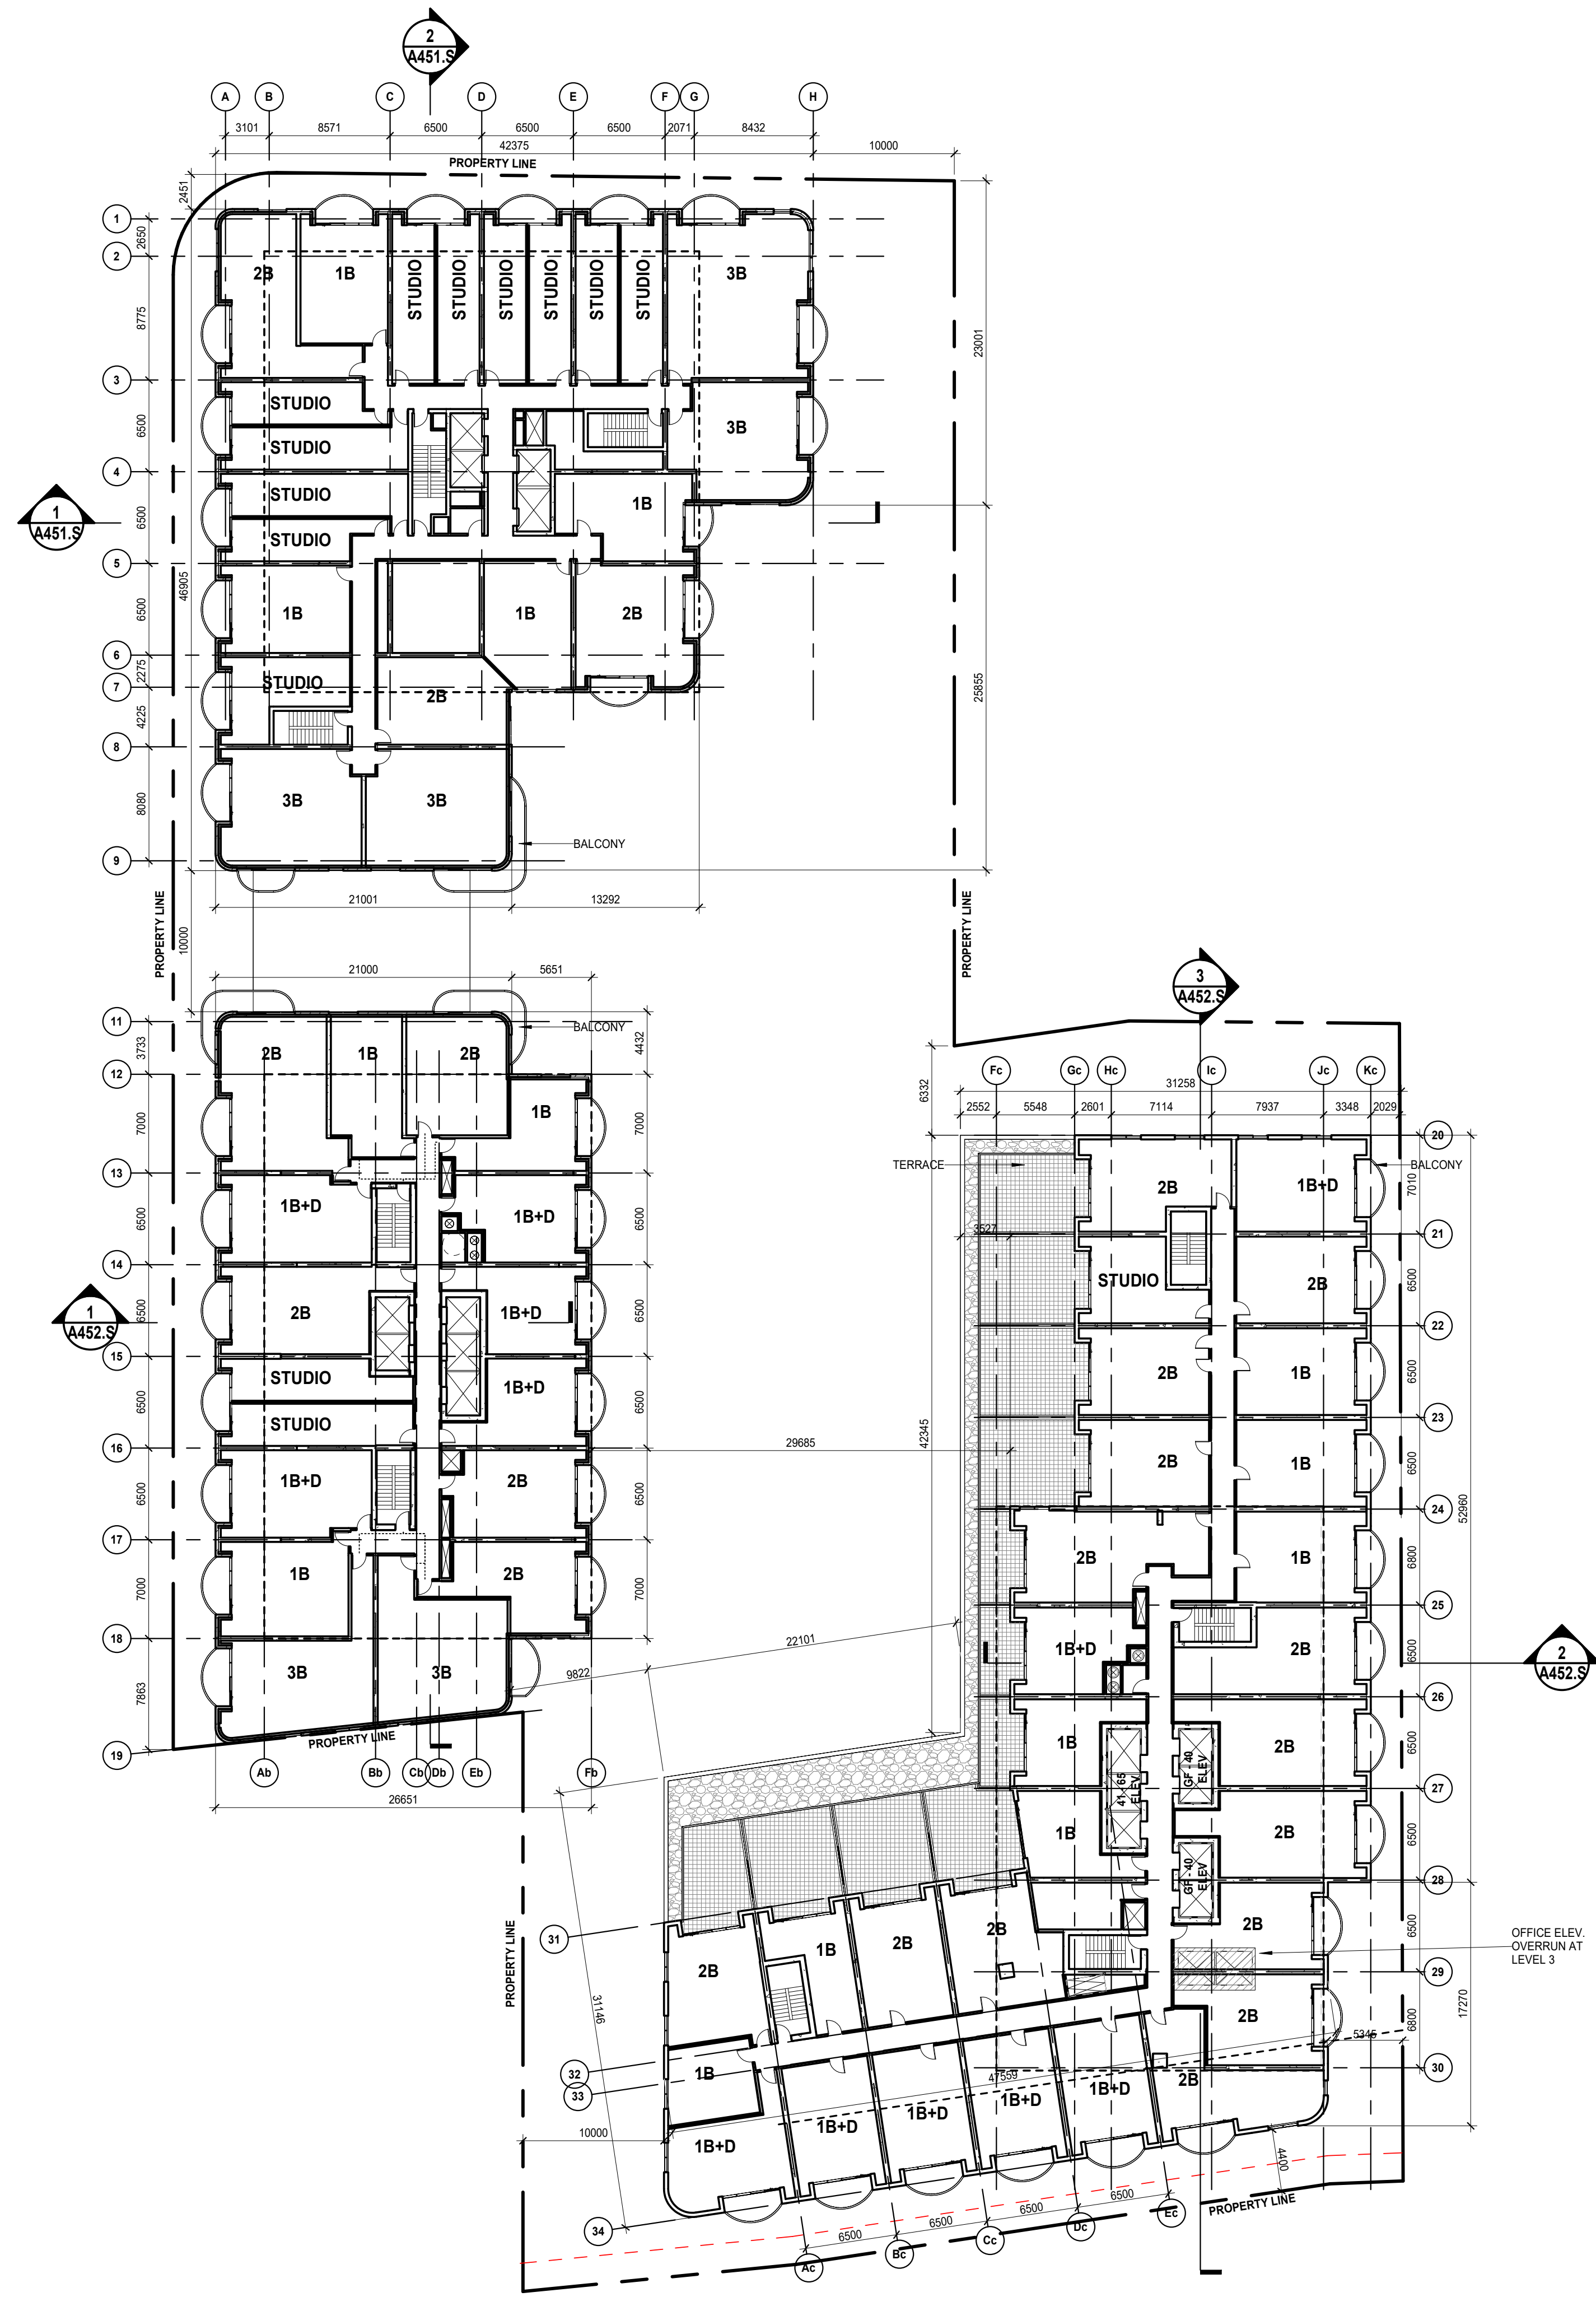 2
A451.S
A
B
C
D
E
F
G
H
3101
8571
6500
6500
6500
2071
8432
42375
10000
PROPERTY LINE
2451
1
2650
2
2B
1B
STUDIO
STUDIO
STUDIO
STUDIO
STUDIO
STUDIO
3B
8775
23001
3
STUDIO
3B
6500
STUDIO
4
STUDIO
1B
1
A451.S
6500
STUDIO
5
46905
6500
1B
1B
2B
6
2275
STUDIO
7
2B
25855
4225
8
3B
3B
8080
BALCONY
9
21001
13292
PROPERTY LINE
PROPERTY LINE
10000
21000
5651
3
A452.S
11
BALCONY
3733
2B
1B
2B
4432
12
1B
7000
7000
13
1B+D
1B+D
6500
6500
14
2B
1B+D
6500
6500
1
A452.S
15
STUDIO
1B+D
6500
6500
STUDIO
16
1B+D
2B
6500
6500
17
1B
2B
7000
7000
18
3B
3B
7863
PROPERTY LINE
19
Ab
Bb
Cb
Db
Eb
Fb
26651
9822
22101
29685
6332
42345
Fc
Gc
Hc
Ic
Jc
Kc
31258
2552
5548
2601
7114
7937
3348
2029
20
TERRACE
BALCONY
2B
1B+D
7010
3527
21
STUDIO
2B
6500
22
2B
1B
6500
23
2B
1B
6500
24
52960
2B
1B
6800
25
1B+D
2B
6500
2
A452.S
26
1B
2B
6500
41 - 65
ELEV
GF - 40
ELEV
27
1B
2B
6500
GF - 40
ELEV
28
2B
6500
OFFICE ELEV.
OVERRUN AT
LEVEL 3
29
2B
6800
17270
5345
30
31
2B
1B
2B
2B
PROPERTY LINE
31146
32
33
1B
47559
2B
1B+D
1B+D
1B+D
1B+D
1B+D
10000
4400
34
6500
6500
6500
6500
PROPERTY LINE
Ac
Bc
Cc
Dc
Ec